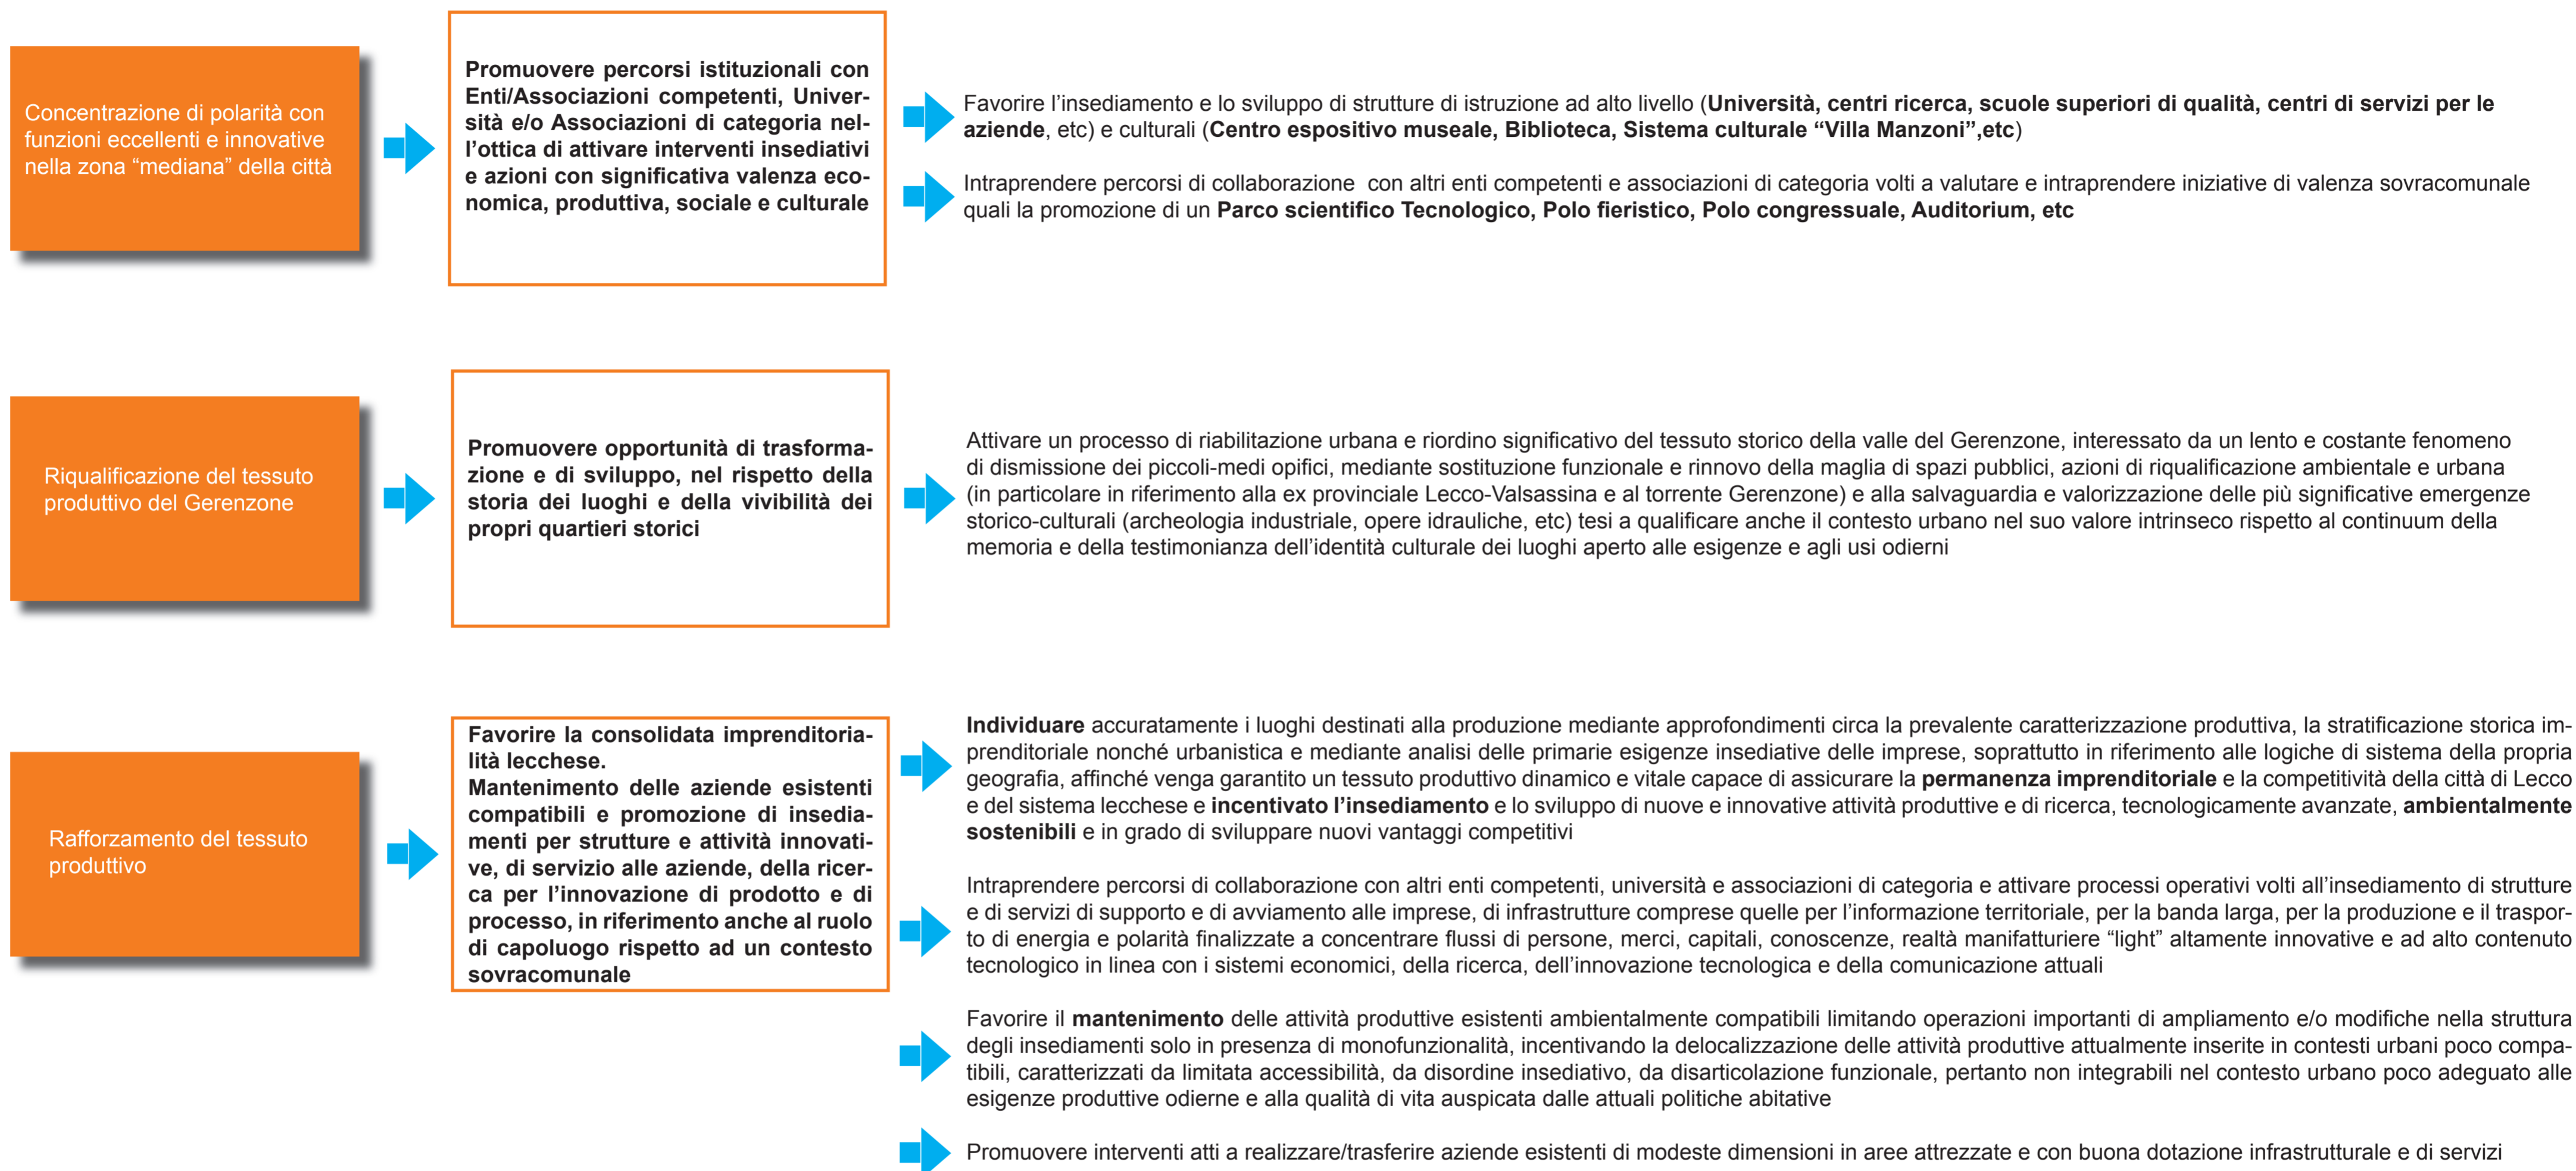 Concentrazione di polarità con
funzioni eccellenti e innovative
nella zona “mediana” della città
Promuovere percorsi istituzionali con
Enti/Associazioni competenti, Univer-
sità e/o Associazioni di categoria nel-
l’ottica di attivare interventi insediativi
e azioni con significativa valenza eco-
nomica, produttiva, sociale e culturale
Favorire l’insediamento e lo sviluppo di strutture di istruzione ad alto livello (Università, centri ricerca, scuole superiori di qualità, centri di servizi per le
aziende, etc) e culturali (Centro espositivo museale, Biblioteca, Sistema culturale “Villa Manzoni”,etc)
Intraprendere percorsi di collaborazione  con altri enti competenti e associazioni di categoria volti a valutare e intraprendere iniziative di valenza sovracomunale
quali la promozione di un Parco scientifico Tecnologico, Polo fieristico, Polo congressuale, Auditorium, etc
Riqualificazione del tessuto
produttivo del Gerenzone
Promuovere opportunità di trasforma-
zione e di sviluppo, nel rispetto della
storia dei luoghi e della vivibilità dei
propri quartieri storici
Attivare un processo di riabilitazione urbana e riordino significativo del tessuto storico della valle del Gerenzone, interessato da un lento e costante fenomeno
di dismissione dei piccoli-medi opifici, mediante sostituzione funzionale e rinnovo della maglia di spazi pubblici, azioni di riqualificazione ambientale e urbana
(in particolare in riferimento alla ex provinciale Lecco-Valsassina e al torrente Gerenzone) e alla salvaguardia e valorizzazione delle più significative emergenze
storico-culturali (archeologia industriale, opere idrauliche, etc) tesi a qualificare anche il contesto urbano nel suo valore intrinseco rispetto al continuum della
memoria e della testimonianza dell’identità culturale dei luoghi aperto alle esigenze e agli usi odierni
Rafforzamento del tessuto
produttivo
Favorire la consolidata imprenditoria-
lità lecchese.
Mantenimento delle aziende esistenti
compatibili e promozione di insedia-
menti per strutture e attività innovati-
ve, di servizio alle aziende, della ricer-
ca per l’innovazione di prodotto e di
processo, in riferimento anche al ruolo
di capoluogo rispetto ad un contesto
sovracomunale
Individuare accuratamente i luoghi destinati alla produzione mediante approfondimenti circa la prevalente caratterizzazione produttiva, la stratificazione storica im-
prenditoriale nonché urbanistica e mediante analisi delle primarie esigenze insediative delle imprese, soprattutto in riferimento alle logiche di sistema della propria
geografia, affinché venga garantito un tessuto produttivo dinamico e vitale capace di assicurare la permanenza imprenditoriale e la competitività della città di Lecco
e del sistema lecchese e incentivato l’insediamento e lo sviluppo di nuove e innovative attività produttive e di ricerca, tecnologicamente avanzate, ambientalmente
sostenibili e in grado di sviluppare nuovi vantaggi competitivi
Intraprendere percorsi di collaborazione con altri enti competenti, università e associazioni di categoria e attivare processi operativi volti all’insediamento di strutture
e di servizi di supporto e di avviamento alle imprese, di infrastrutture comprese quelle per l’informazione territoriale, per la banda larga, per la produzione e il traspor-
to di energia e polarità finalizzate a concentrare flussi di persone, merci, capitali, conoscenze, realtà manifatturiere “light” altamente innovative e ad alto contenuto
tecnologico in linea con i sistemi economici, della ricerca, dell’innovazione tecnologica e della comunicazione attuali
Favorire il mantenimento delle attività produttive esistenti ambientalmente compatibili limitando operazioni importanti di ampliamento e/o modifiche nella struttura
degli insediamenti solo in presenza di monofunzionalità, incentivando la delocalizzazione delle attività produttive attualmente inserite in contesti urbani poco compa-
tibili, caratterizzati da limitata accessibilità, da disordine insediativo, da disarticolazione funzionale, pertanto non integrabili nel contesto urbano poco adeguato alle
esigenze produttive odierne e alla qualità di vita auspicata dalle attuali politiche abitative
Promuovere interventi atti a realizzare/trasferire aziende esistenti di modeste dimensioni in aree attrezzate e con buona dotazione infrastrutturale e di servizi